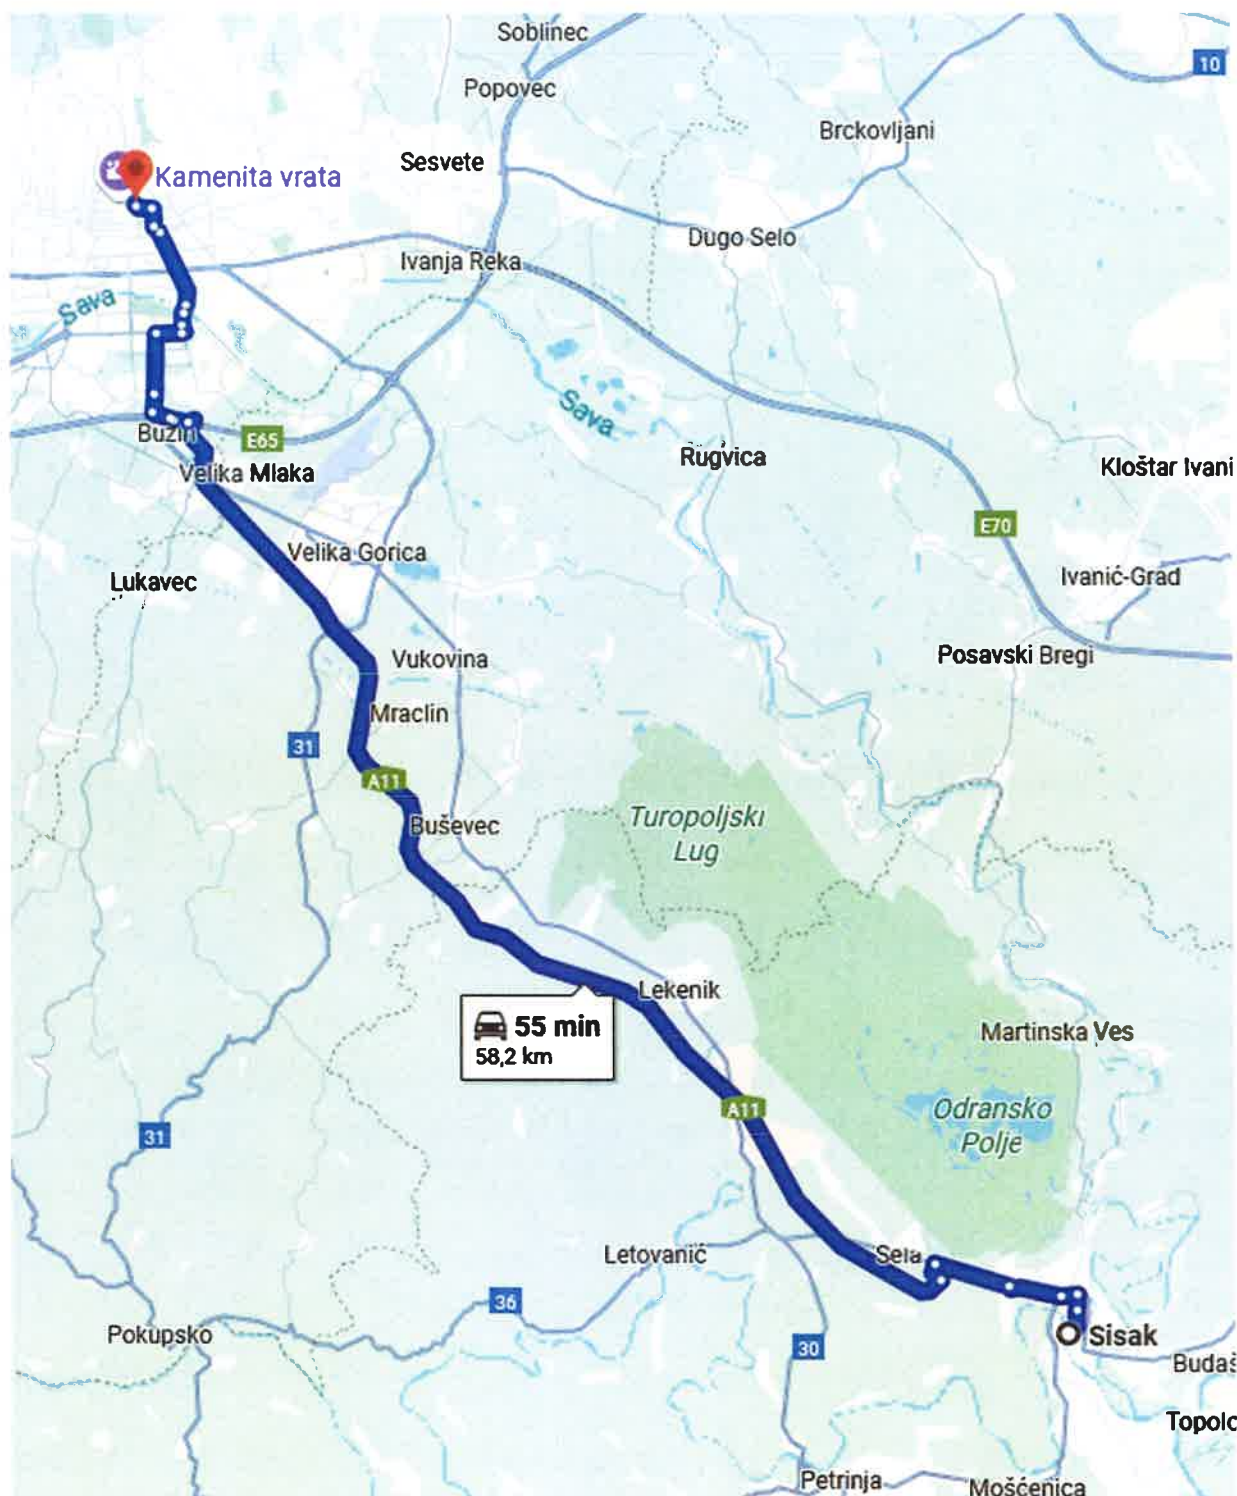 Soblinec
10
Popovec
Brckovljani
Sesvete
Kamenita vrata
Dugo Selo
Ivanja Reka
Sava
Sava
Buzin
E65
Rugvica
Kloštar Ivani
Velika Mlaka
E70
Velika Gorica
Ivanić-Grad
Lukavec
Vukovina
Posavski Bregi
Mraclin
31
A11
Turopoljski
Lug
Buševec
Lekenik
55 min
58,2 km
Martinska Ves
A11
Odransko
Polje
31
Letovanić
Sela
36
Pokupsko
30
Sisak
Budaš
Topolo
Petrinja
Mošćenica